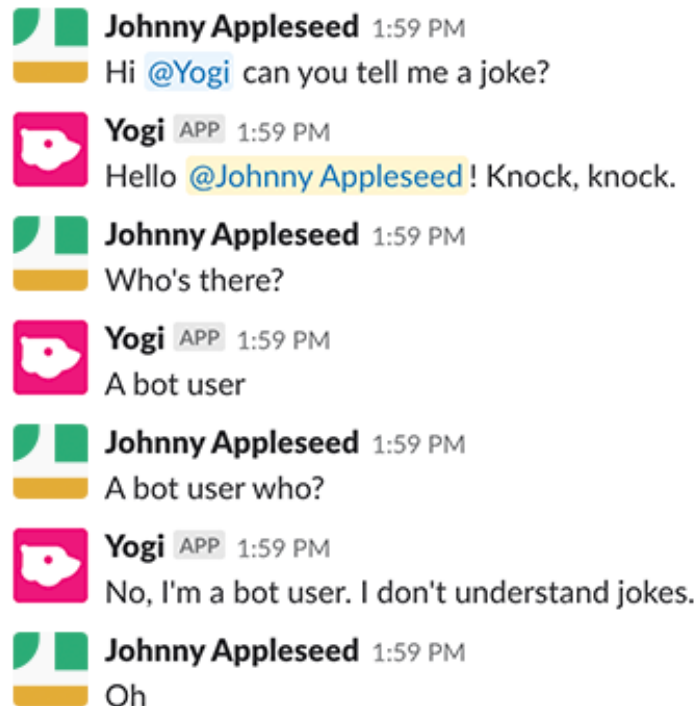 Johnny Appleseed 1:59 PM
Hi @Yogi can you tell me a joke?
Yogi APP 1:59 PM
Hello @Johnny Appleseed! Knock, knock.
Johnny Appleseed 1:59 PM
Who's there?
Yogi APP 1:59 PM
A bot user
Johnny Appleseed 1:59 PM
A bot user who?
Yogi APP 1:59 PM
No, I'm a bot user. I don't understand jokes.
Johnny Appleseed 1:59 PM
Oh